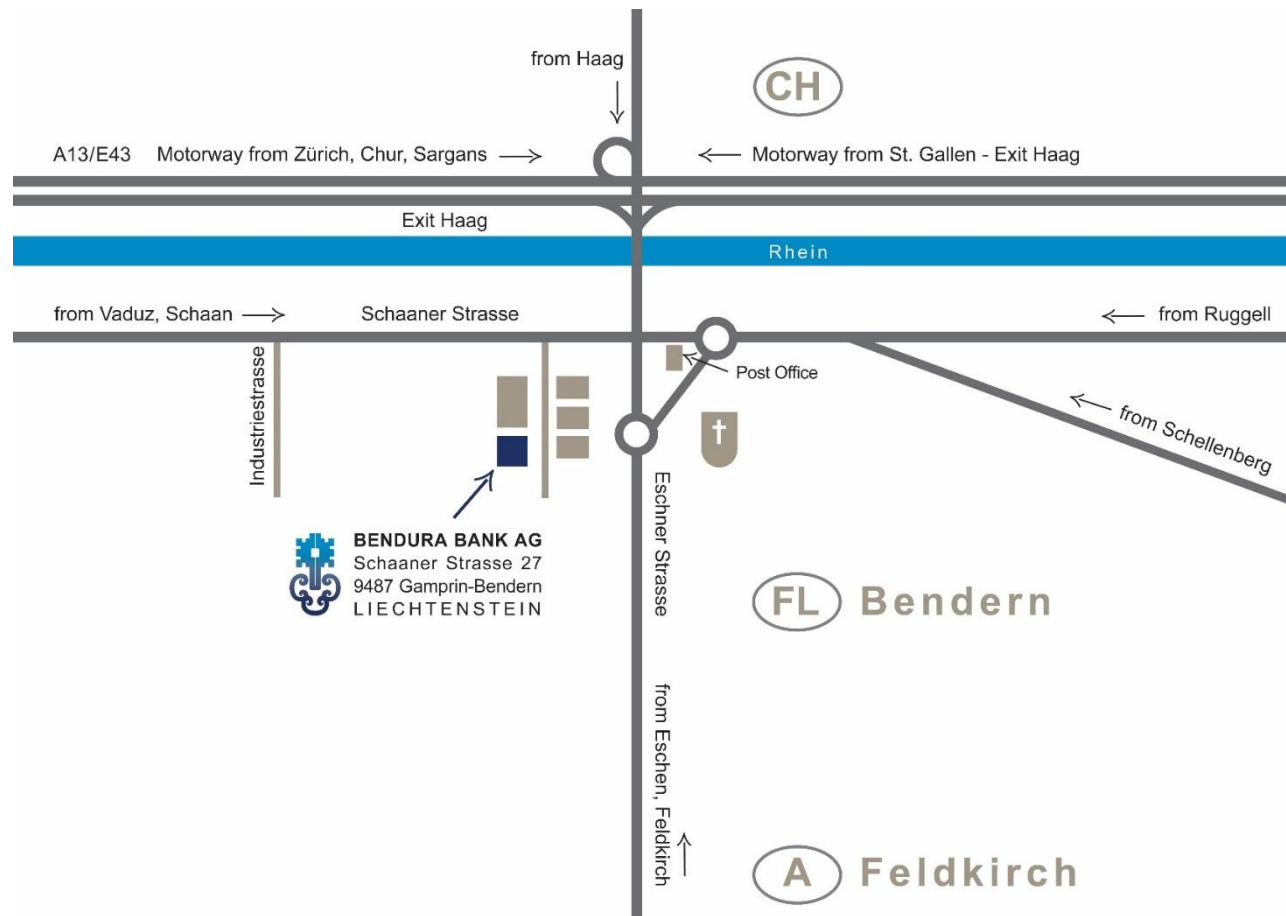 from Haag
CH
A13/E43 Motorway from Zürich, Chur, Sargans
Motorway from St. Gallen - Exit Haag
Exit Haag
Rhein
from Vaduz, Schaan
Schaaner Strasse
from Ruggell
Post Office
from Schellenberg
Industriestrasse
Eschner Strasse
BENDURA BANK AG
Schaaner Strasse 27
9487 Gamprin-Bendern
LIECHTENSTEIN
FL Bendern
from Eschen, Feldkirch
A Feldkirch